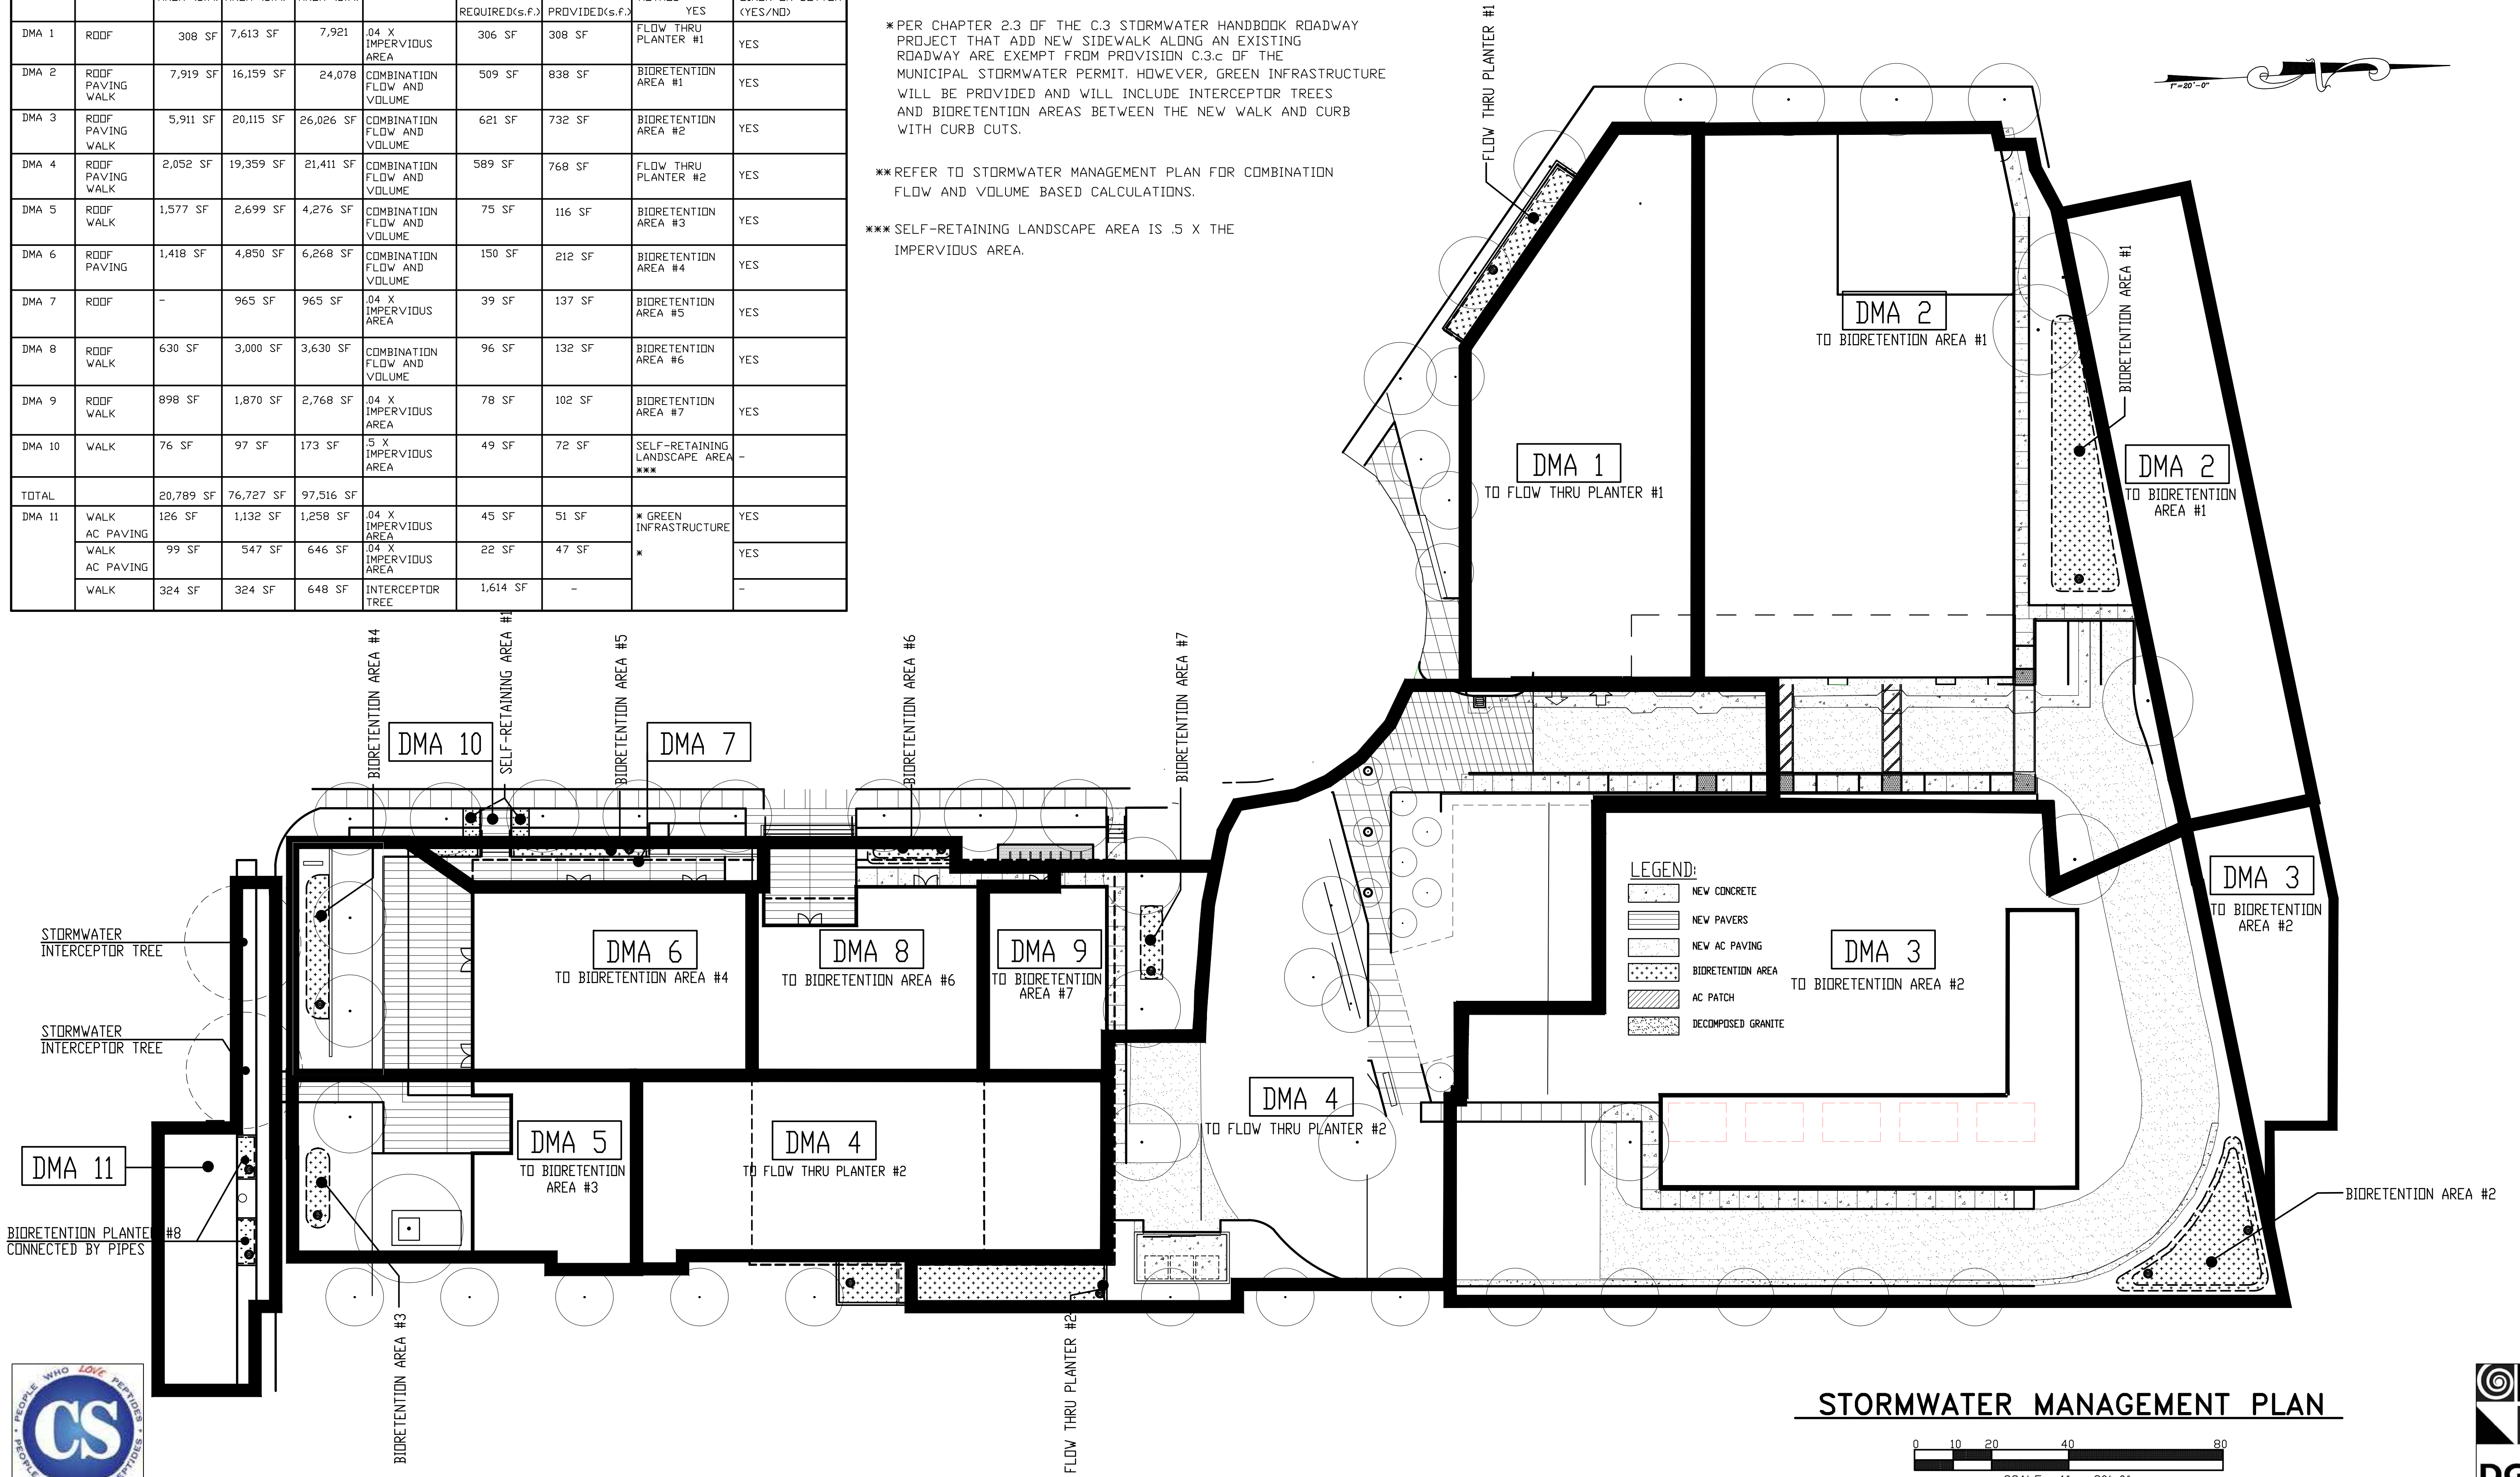 REQUIRED(s.f.) PROVIDED(s.f.) YES (YES/NO)
DMA 1 ROOF 308 SF 7,613 SF 7,921 .04 X IMPERVIOUS AREA 306 SF 308 SF FLOW THRU PLANTER #1 YES
DMA 2 ROOF PAVING WALK 7,919 SF 16,159 SF 24,078 COMBINATION FLOW AND VOLUME 509 SF 838 SF BIORETENTION AREA #1 YES
DMA 3 ROOF PAVING WALK 5,911 SF 20,115 SF 26,026 SF COMBINATION FLOW AND VOLUME 621 SF 732 SF BIORETENTION AREA #2 YES
DMA 4 ROOF PAVING WALK 2,052 SF 19,359 SF 21,411 SF COMBINATION FLOW AND VOLUME 589 SF 768 SF FLOW THRU PLANTER #2 YES
DMA 5 ROOF WALK 1,577 SF 2,699 SF 4,276 SF COMBINATION FLOW AND VOLUME 75 SF 116 SF BIORETENTION AREA #3 YES
DMA 6 ROOF PAVING 1,418 SF 4,850 SF 6,268 SF COMBINATION FLOW AND VOLUME 150 SF 212 SF BIORETENTION AREA #4 YES
DMA 7 ROOF - 965 SF 965 SF .04 X IMPERVIOUS AREA 39 SF 137 SF BIORETENTION AREA #5 YES
DMA 8 ROOF WALK 630 SF 3,000 SF 3,630 SF COMBINATION FLOW AND VOLUME 96 SF 132 SF BIORETENTION AREA #6 YES
DMA 9 ROOF WALK 898 SF 1,870 SF 2,768 SF .04 X IMPERVIOUS AREA 78 SF 102 SF BIORETENTION AREA #7 YES
DMA 10 WALK 76 SF 97 SF 173 SF .5 X IMPERVIOUS AREA 49 SF 72 SF SELF-RETAINING LANDSCAPE AREA *** -
TOTAL 20,789 SF 76,727 SF 97,516 SF
DMA 11 WALK AC PAVING 126 SF 1,132 SF 1,258 SF .04 X IMPERVIOUS AREA 45 SF 51 SF * GREEN INFRASTRUCTURE YES
WALK AC PAVING 99 SF 547 SF 646 SF .04 X IMPERVIOUS AREA 22 SF 47 SF * YES
WALK 324 SF 324 SF 648 SF INTERCEPTOR TREE 1,614 SF - -
* PER CHAPTER 2.3 OF THE C.3 STORMWATER HANDBOOK ROADWAY
PROJECT THAT ADD NEW SIDEWALK ALONG AN EXISTING
ROADWAY ARE EXEMPT FROM PROVISION C.3.c OF THE
MUNICIPAL STORMWATER PERMIT. HOWEVER, GREEN INFRASTRUCTURE
WILL BE PROVIDED AND WILL INCLUDE INTERCEPTOR TREES
AND BIORETENTION AREAS BETWEEN THE NEW WALK AND CURB
WITH CURB CUTS.
** REFER TO STORMWATER MANAGEMENT PLAN FOR COMBINATION
FLOW AND VOLUME BASED CALCULATIONS.
*** SELF-RETAINING LANDSCAPE AREA IS .5 X THE
IMPERVIOUS AREA.
1"=20'-0"
FLOW THRU PLANTER #1
BIORETENTION AREA #1
DMA 2
TO BIORETENTION AREA #1
DMA 1
TO FLOW THRU PLANTER #1
DMA 2
TO BIORETENTION
AREA #1
BIORETENTION AREA #4
SELF-RETAINING AREA #1
BIORETENTION AREA #5
BIORETENTION AREA #6
BIORETENTION AREA #7
DMA 10
DMA 7
STORMWATER
INTERCEPTOR TREE
STORMWATER
INTERCEPTOR TREE
DMA 6
TO BIORETENTION AREA #4
DMA 8
TO BIORETENTION AREA #6
DMA 9
TO BIORETENTION
AREA #7
LEGEND:
NEW CONCRETE
NEW PAVERS
NEW AC PAVING
BIORETENTION AREA
AC PATCH
DECOMPOSED GRANITE
DMA 3
TO BIORETENTION AREA #2
DMA 3
TO BIORETENTION
AREA #2
DMA 4
TO FLOW THRU PLANTER #2
DMA 11
DMA 5
TO BIORETENTION
AREA #3
DMA 4
TO FLOW THRU PLANTER #2
BIORETENTION PLANTER #8
CONNECTED BY PIPES
BIORETENTION AREA #2
BIORETENTION AREA #3
FLOW THRU PLANTER #2
PEOPLE WHO LOVE PEPTIDES
CS
STORMWATER MANAGEMENT PLAN
0 10 20 40 80